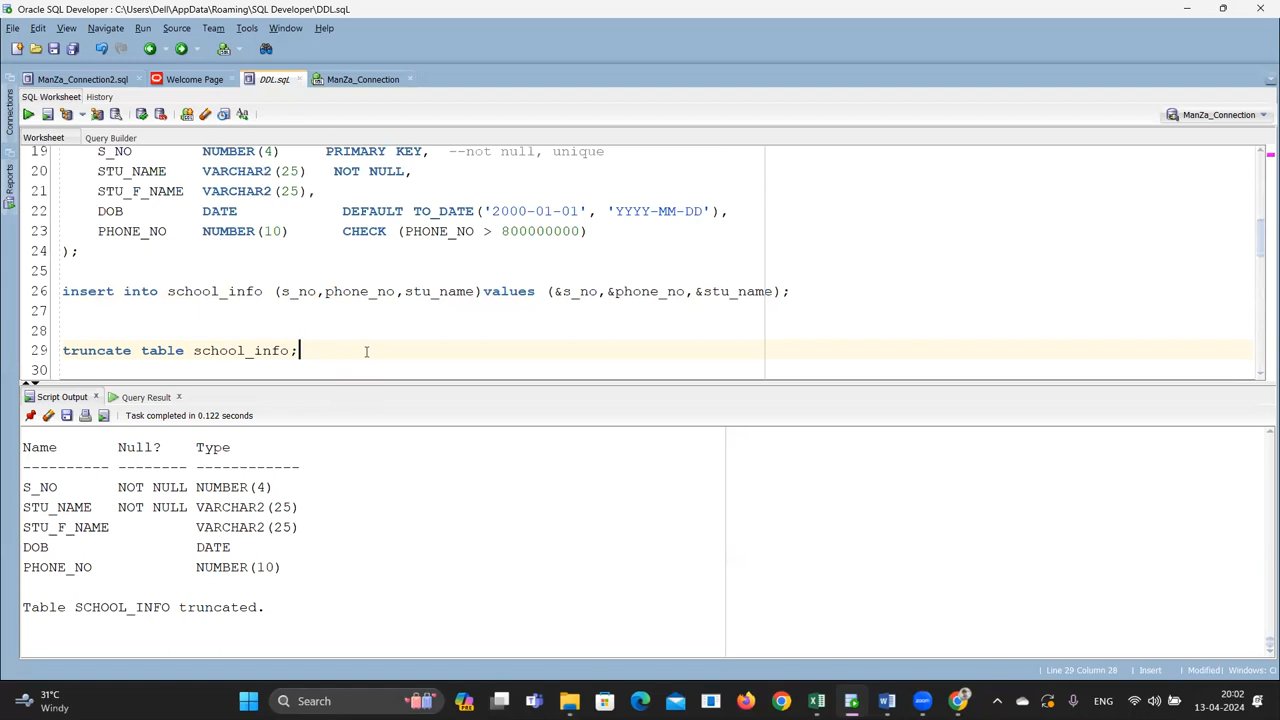 Oracle SQL Developer : C:\Users\Dell\AppData\Roaming\SQL Developer\DDL.sql
File Edit View Navigate Run Source Team Tools Window Help
ManZa_Connection2.sql Welcome Page DDL.sql ManZa_Connection
Connections
Reports
SQL Worksheet History
ManZa_Connection
Worksheet Query Builder
19 S_NO NUMBER(4) PRIMARY KEY, --not null, unique
20 STU_NAME VARCHAR2(25) NOT NULL,
21 STU_F_NAME VARCHAR2(25),
22 DOB DATE DEFAULT TO_DATE('2000-01-01', 'YYYY-MM-DD'),
23 PHONE_NO NUMBER(10) CHECK (PHONE_NO > 800000000)
24 );
25
26 insert into school_info (s_no,phone_no,stu_name)values (&s_no,&phone_no,&stu_name);
27
28
29 truncate table school_info;
30
Script Output Query Result
Task completed in 0.122 seconds
Name Null? Type
---------- -------- ------------
S_NO NOT NULL NUMBER(4)
STU_NAME NOT NULL VARCHAR2(25)
STU_F_NAME VARCHAR2(25)
DOB DATE
PHONE_NO NUMBER(10)
Table SCHOOL_INFO truncated.
Line 29 Column 28 Insert Modified Windows: C
31°C
Windy
Search
ENG
20:02
13-04-2024